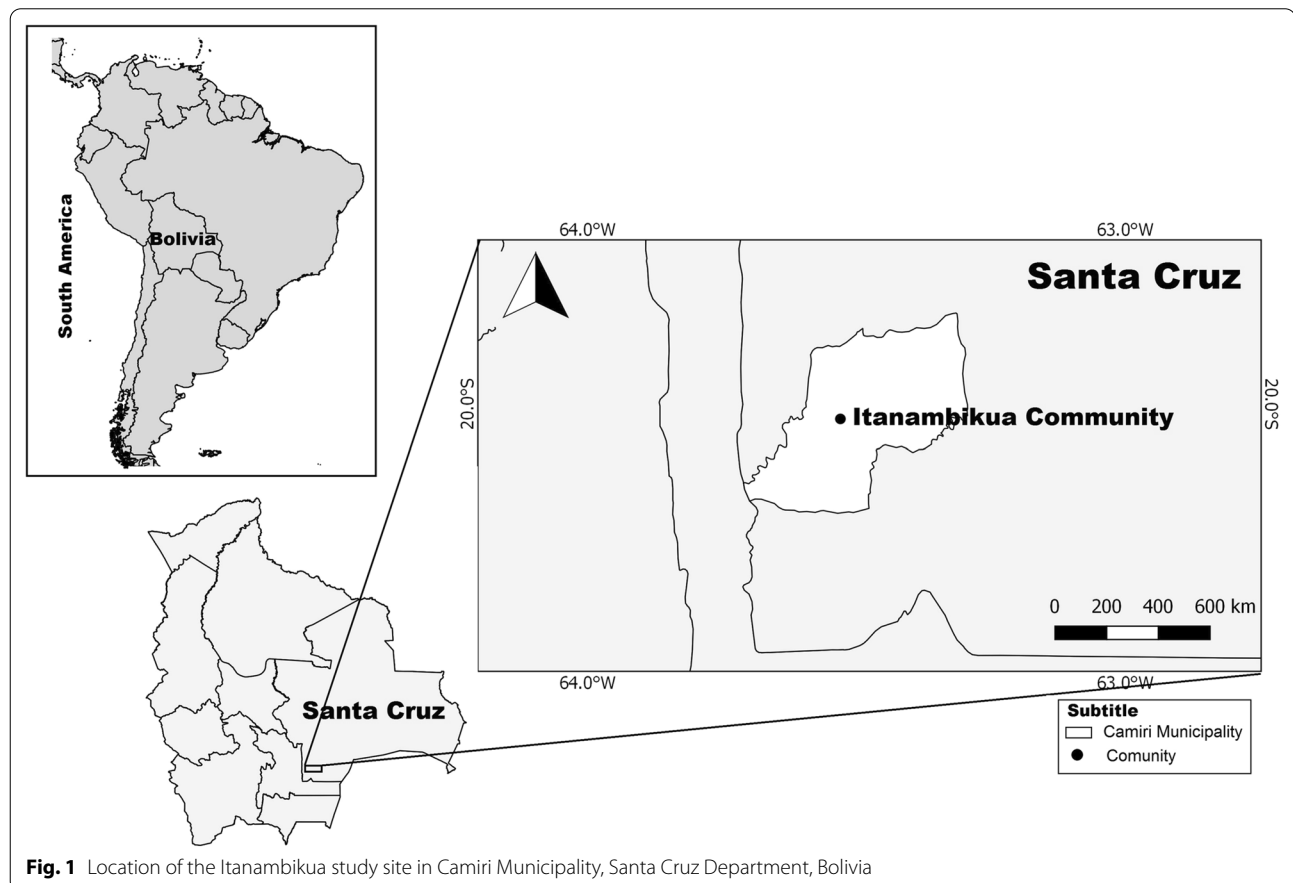 South America
Bolivia
64.0°W
63.0°W
Santa Cruz
20.0°S
20.0°S
Itanambikua Community
0 200 400 600 km
64.0°W
63.0°W
Santa Cruz
Subtitle
Camiri Municipality
Comunity
Fig. 1 Location of the Itanambikua study site in Camiri Municipality, Santa Cruz Department, Bolivia